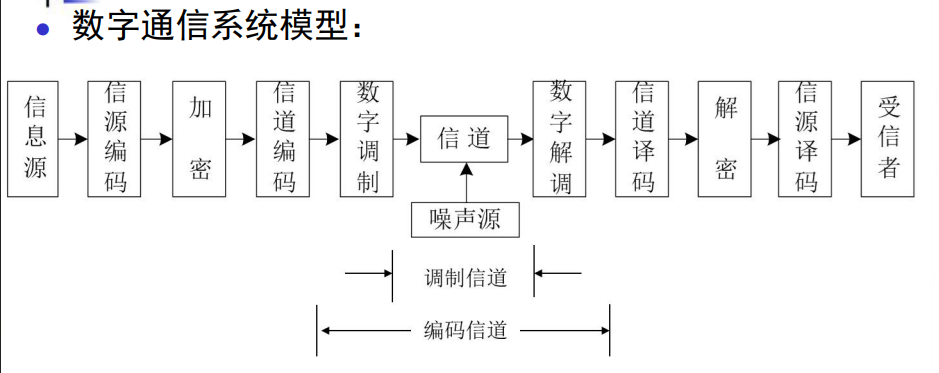 数字通信系统模型：
信息源
信源编码
加密
信道编码
数字调制
信道
数字解调
信道译码
解密
信源译码
受信者
噪声源
调制信道
编码信道